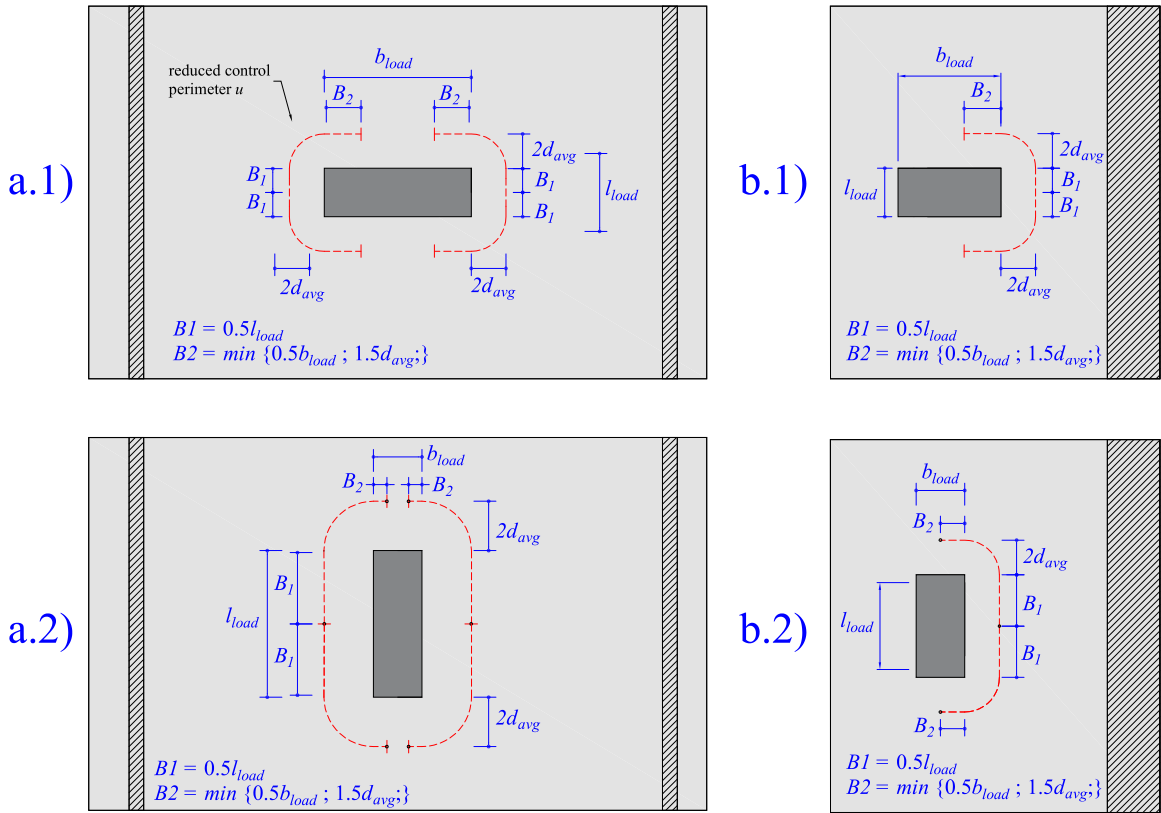 a.1)
reduced control
perimeter u
b_load
B_2
B_2
2d_avg
B_1
B_1
B_1
B_1
l_load
2d_avg
2d_avg
B1 = 0.5l_load
B2 = min {0.5b_load ; 1.5d_avg;}
b.1)
b_load
B_2
2d_avg
l_load
B_1
B_1
2d_avg
B1 = 0.5l_load
B2 = min {0.5b_load ; 1.5d_avg;}
a.2)
b_load
B_2
B_2
2d_avg
B_1
l_load
B_1
2d_avg
B1 = 0.5l_load
B2 = min {0.5b_load ; 1.5d_avg;}
b.2)
b_load
B_2
2d_avg
B_1
l_load
B_1
B_2
B1 = 0.5l_load
B2 = min {0.5b_load ; 1.5d_avg;}